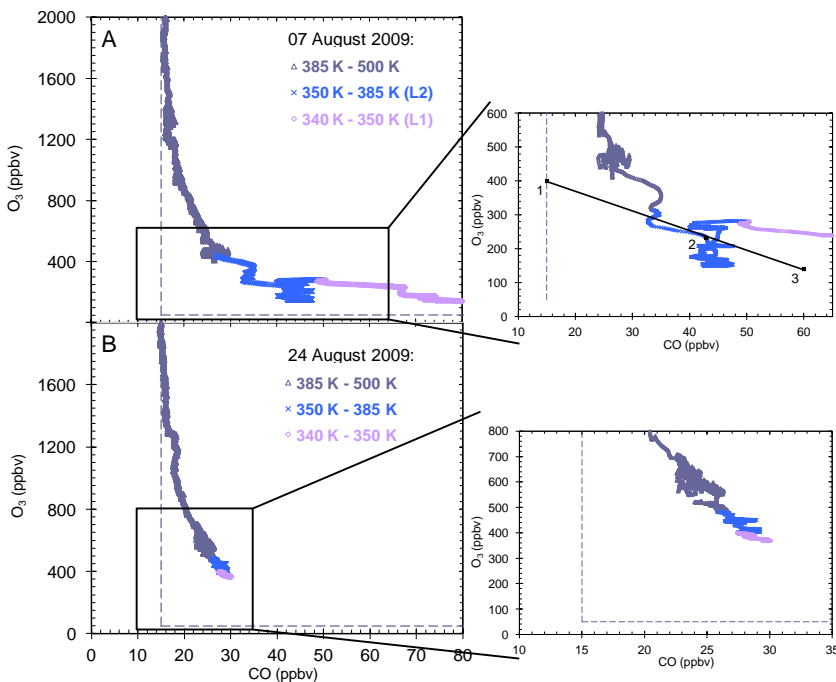 A
07 August 2009:
385 K - 500 K
350 K - 385 K (L2)
340 K - 350 K (L1)
O₃ (ppbv)
2000
1600
1200
800
400
B
24 August 2009:
385 K - 500 K
350 K - 385 K
340 K - 350 K
O₃ (ppbv)
1600
1200
800
400
0
0 10 20 30 40 50 60 70 80
CO (ppbv)
600
500
400
300
200
100
0
O₃ (ppbv)
1
2
3
10 20 30 40 50 60
CO (ppbv)
800
700
600
500
400
300
200
100
0
O₃ (ppbv)
10 15 20 25 30 35
CO (ppbv)